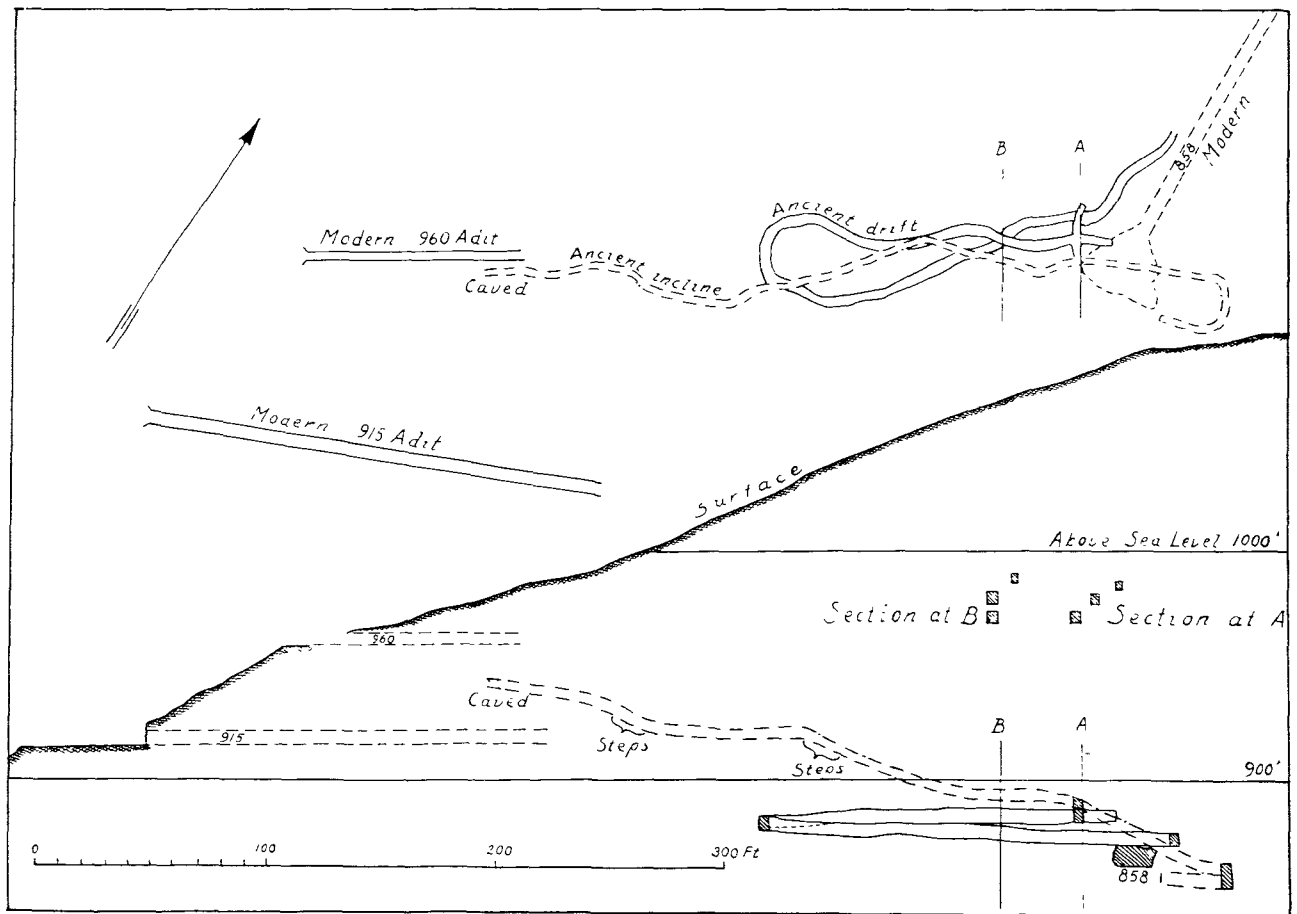 B A
858
Modern
Ancient drift
Modern 960 Adit
Ancient incline
Caved
Modern 915 Adit
Surface
Above Sea Level 1000'
Section at B Section at A
960
Caved
915
Steps
B A
Steps
900'
0 100 200 300 Ft
858